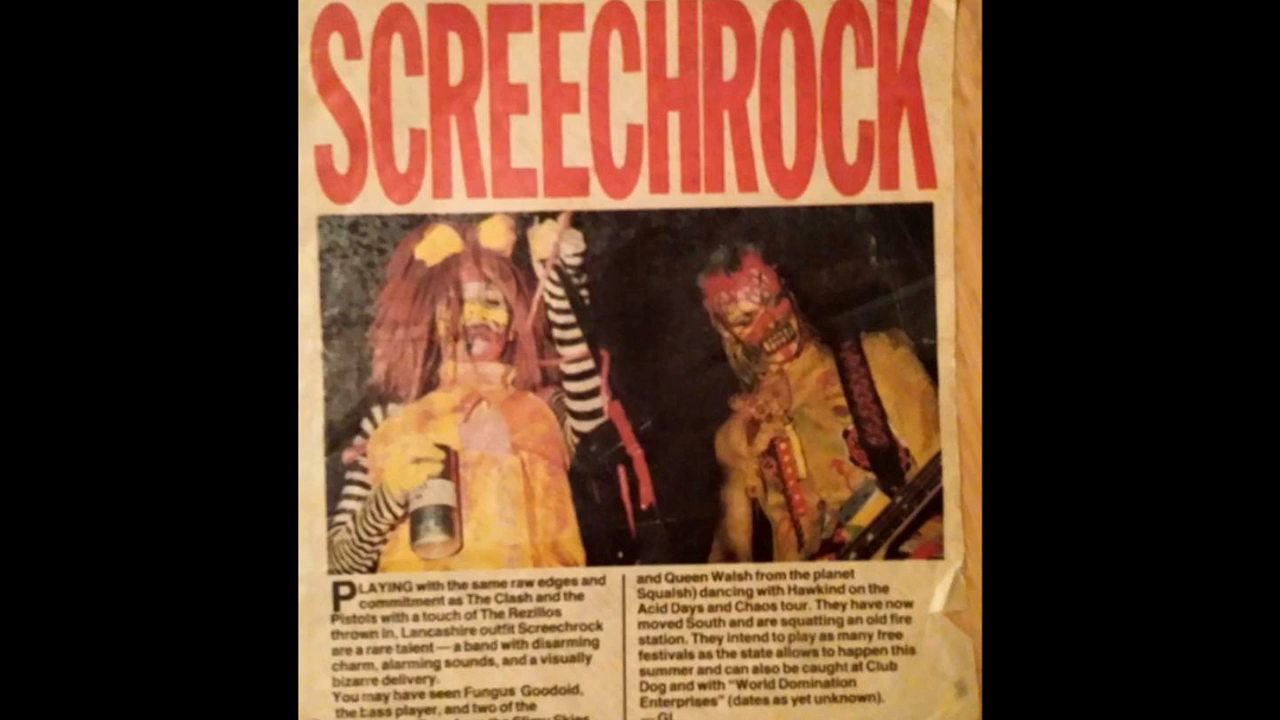 SCREECHROCK
PLAYING with the same raw edges and
commitment as The Clash and the
Pistols with a touch of The Rezillos
thrown in, Lancashire outfit Screechrock
are a rare talent — a band with disarming
charm, alarming sounds, and a visually
bizarre delivery.
You may have seen Fungus Goodoid,
the bass player, and two of the
the Slimy Skies
and Queen Walsh from the planet
Squalsh) dancing with Hawkind on the
Acid Days and Chaos tour. They have now
moved South and are squatting an old fire
station. They intend to play as many free
festivals as the state allows to happen this
summer and can also be caught at Club
Dog and with "World Domination
Enterprises" (dates as yet unknown).
— GI